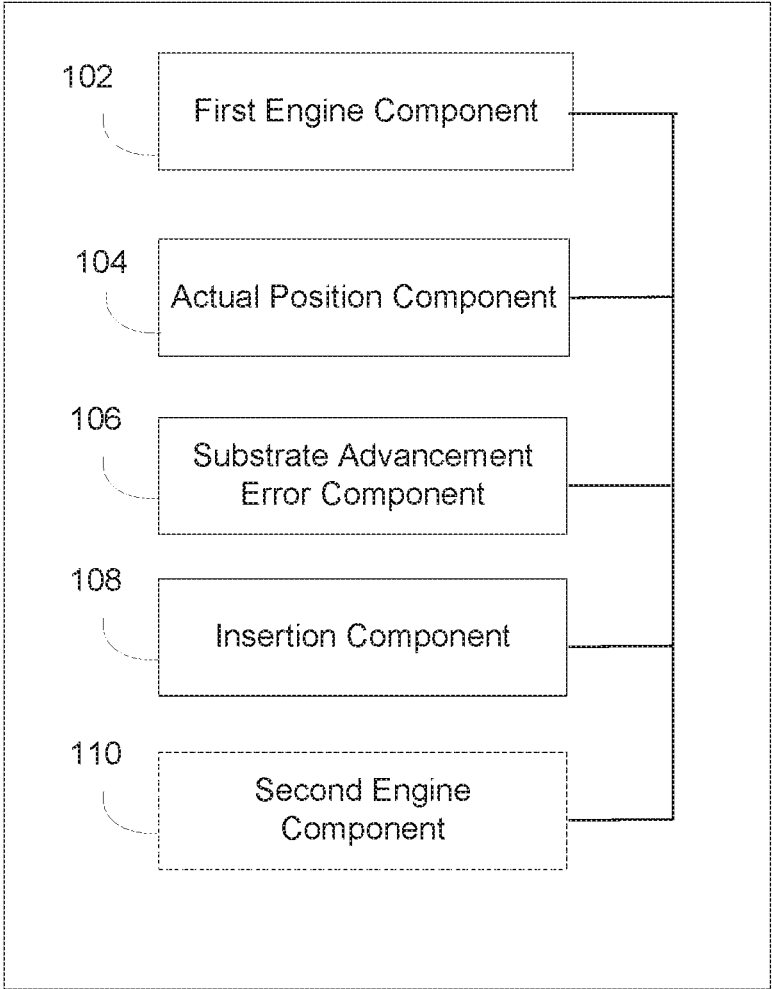 102
First Engine Component
104
Actual Position Component
106
Substrate Advancement
Error Component
108
Insertion Component
110
Second Engine
Component